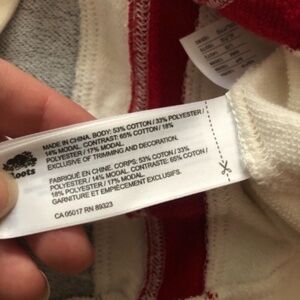 MADE IN CHINA. BODY: 53% COTTON / 33% POLYESTER /
14% MODAL. CONTRAST: 65% COTTON / 18%
POLYESTER / 17% MODAL.
EXCLUSIVE OF TRIMMING AND DECORATION.
FABRIQUÉ EN CHINE. CORPS: 53% COTON / 33%
POLYESTER / 14% MODAL. CONTRASTE: 65% COTON /
18% POLYESTER / 17% MODAL.
GARNITURE ET EMPIÈCEMENT EXCLUSIFS.
CA 05017 RN 89323